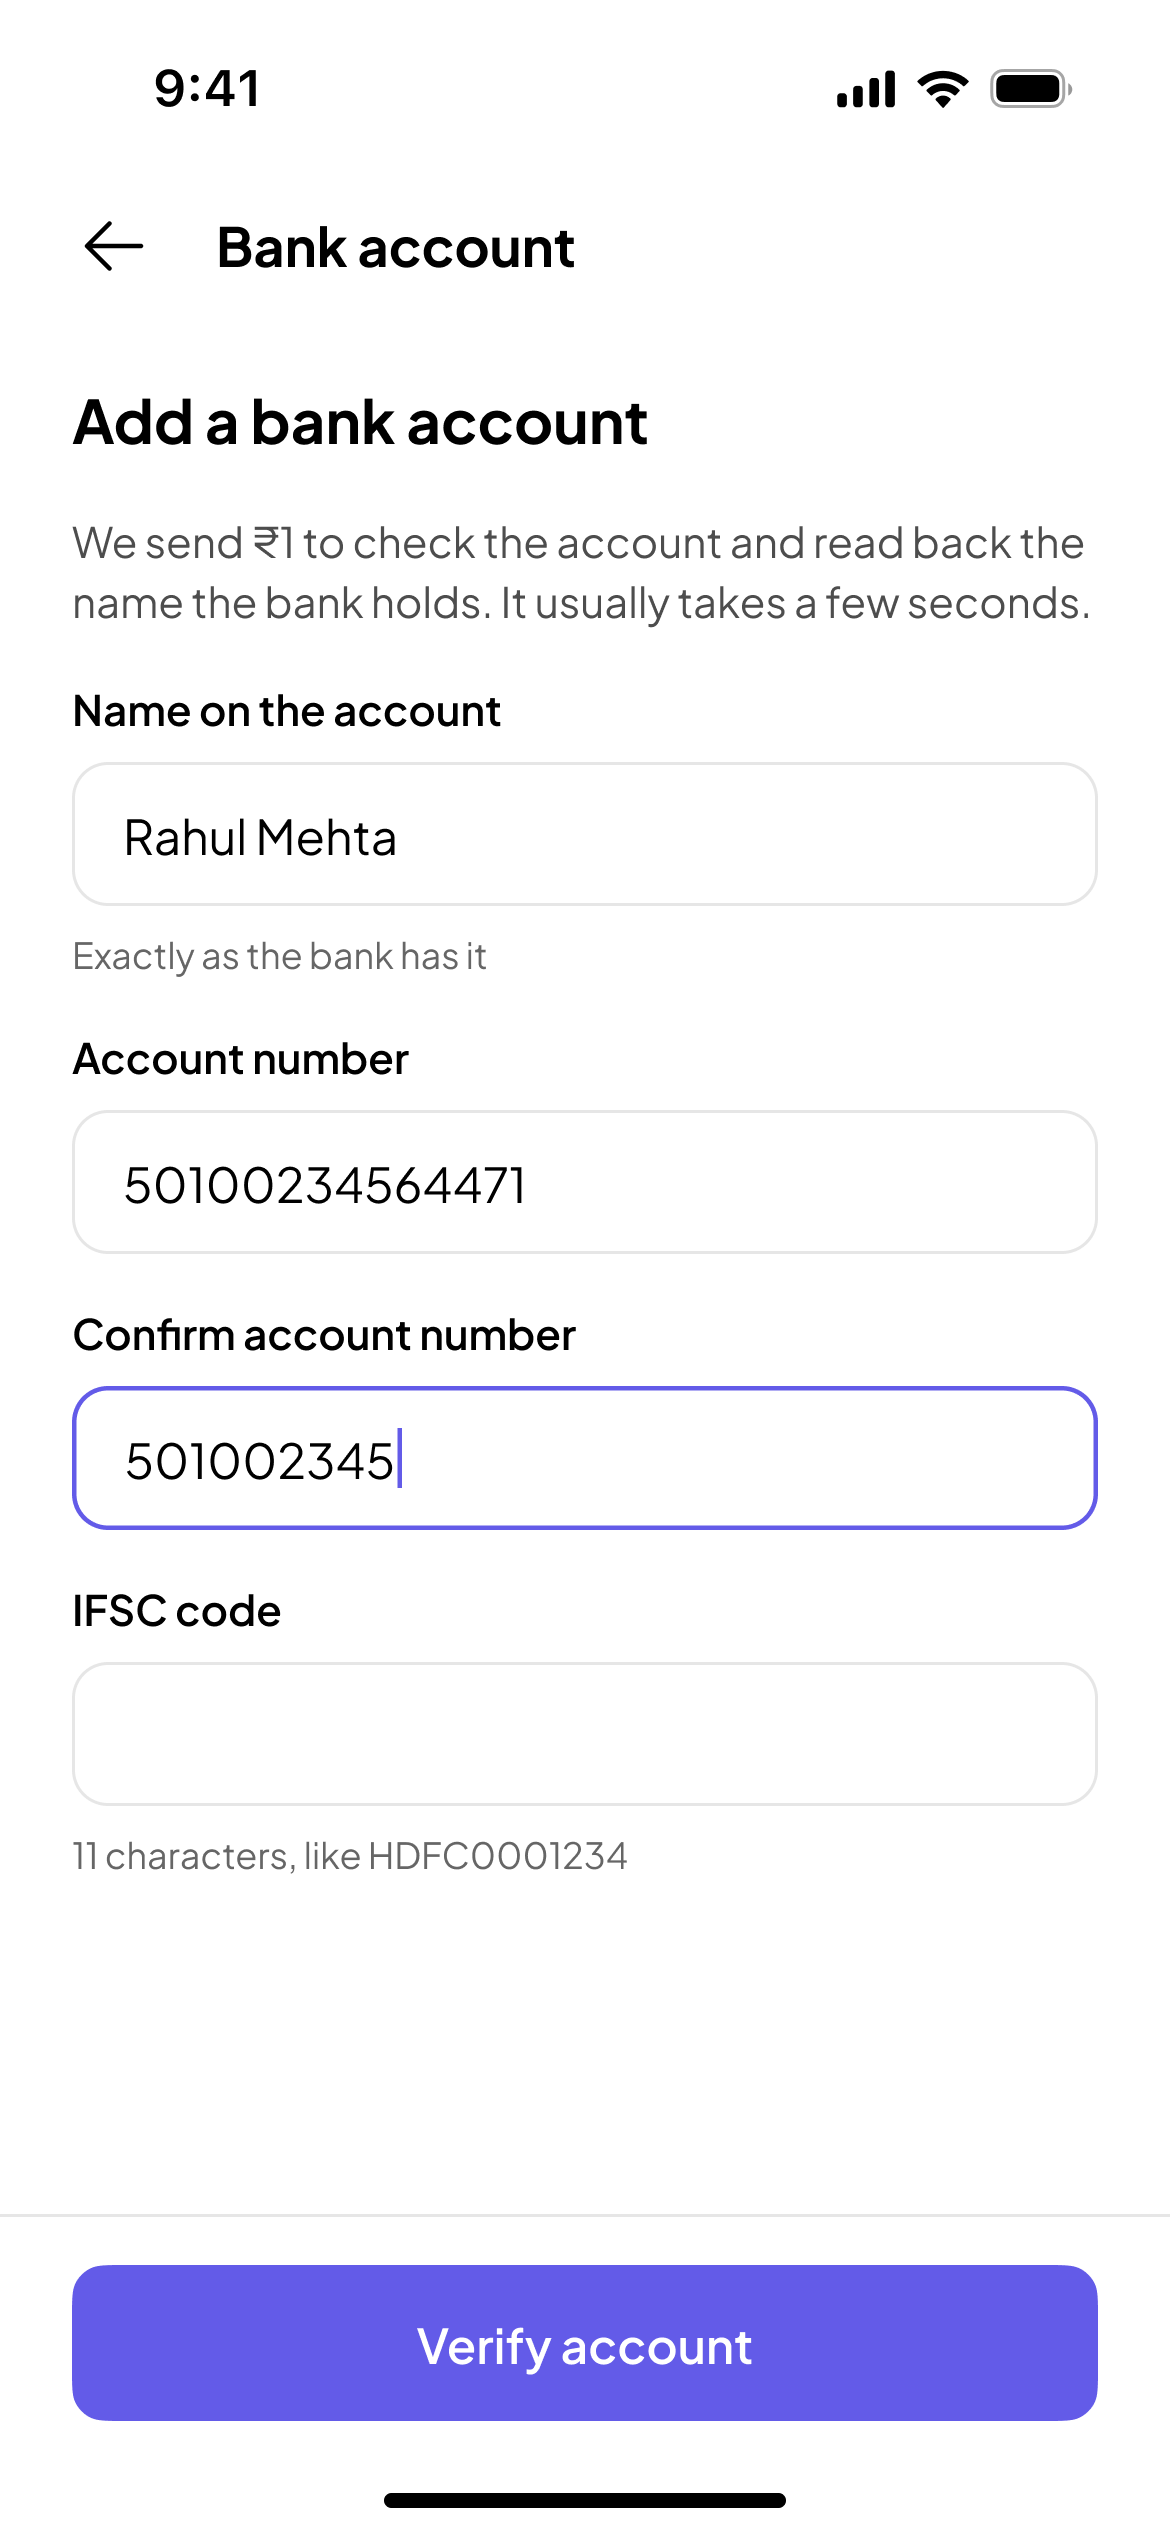 9:41
Bank account
Add a bank account
We send ₹1 to check the account and read back the
name the bank holds. It usually takes a few seconds.
Name on the account
Rahul Mehta
Exactly as the bank has it
Account number
50100234564471
Confirm account number
501002345
IFSC code
11 characters, like HDFC0001234
Verify account